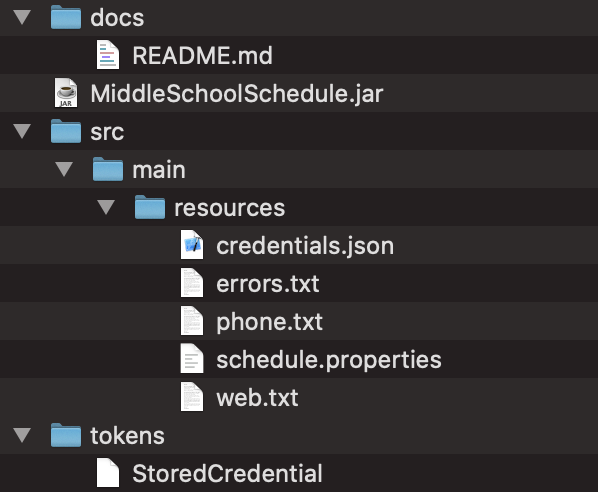 docs
README.md
JAR MiddleSchoolSchedule.jar
src
main
resources
credentials.json
errors.txt
phone.txt
schedule.properties
web.txt
tokens
StoredCredential